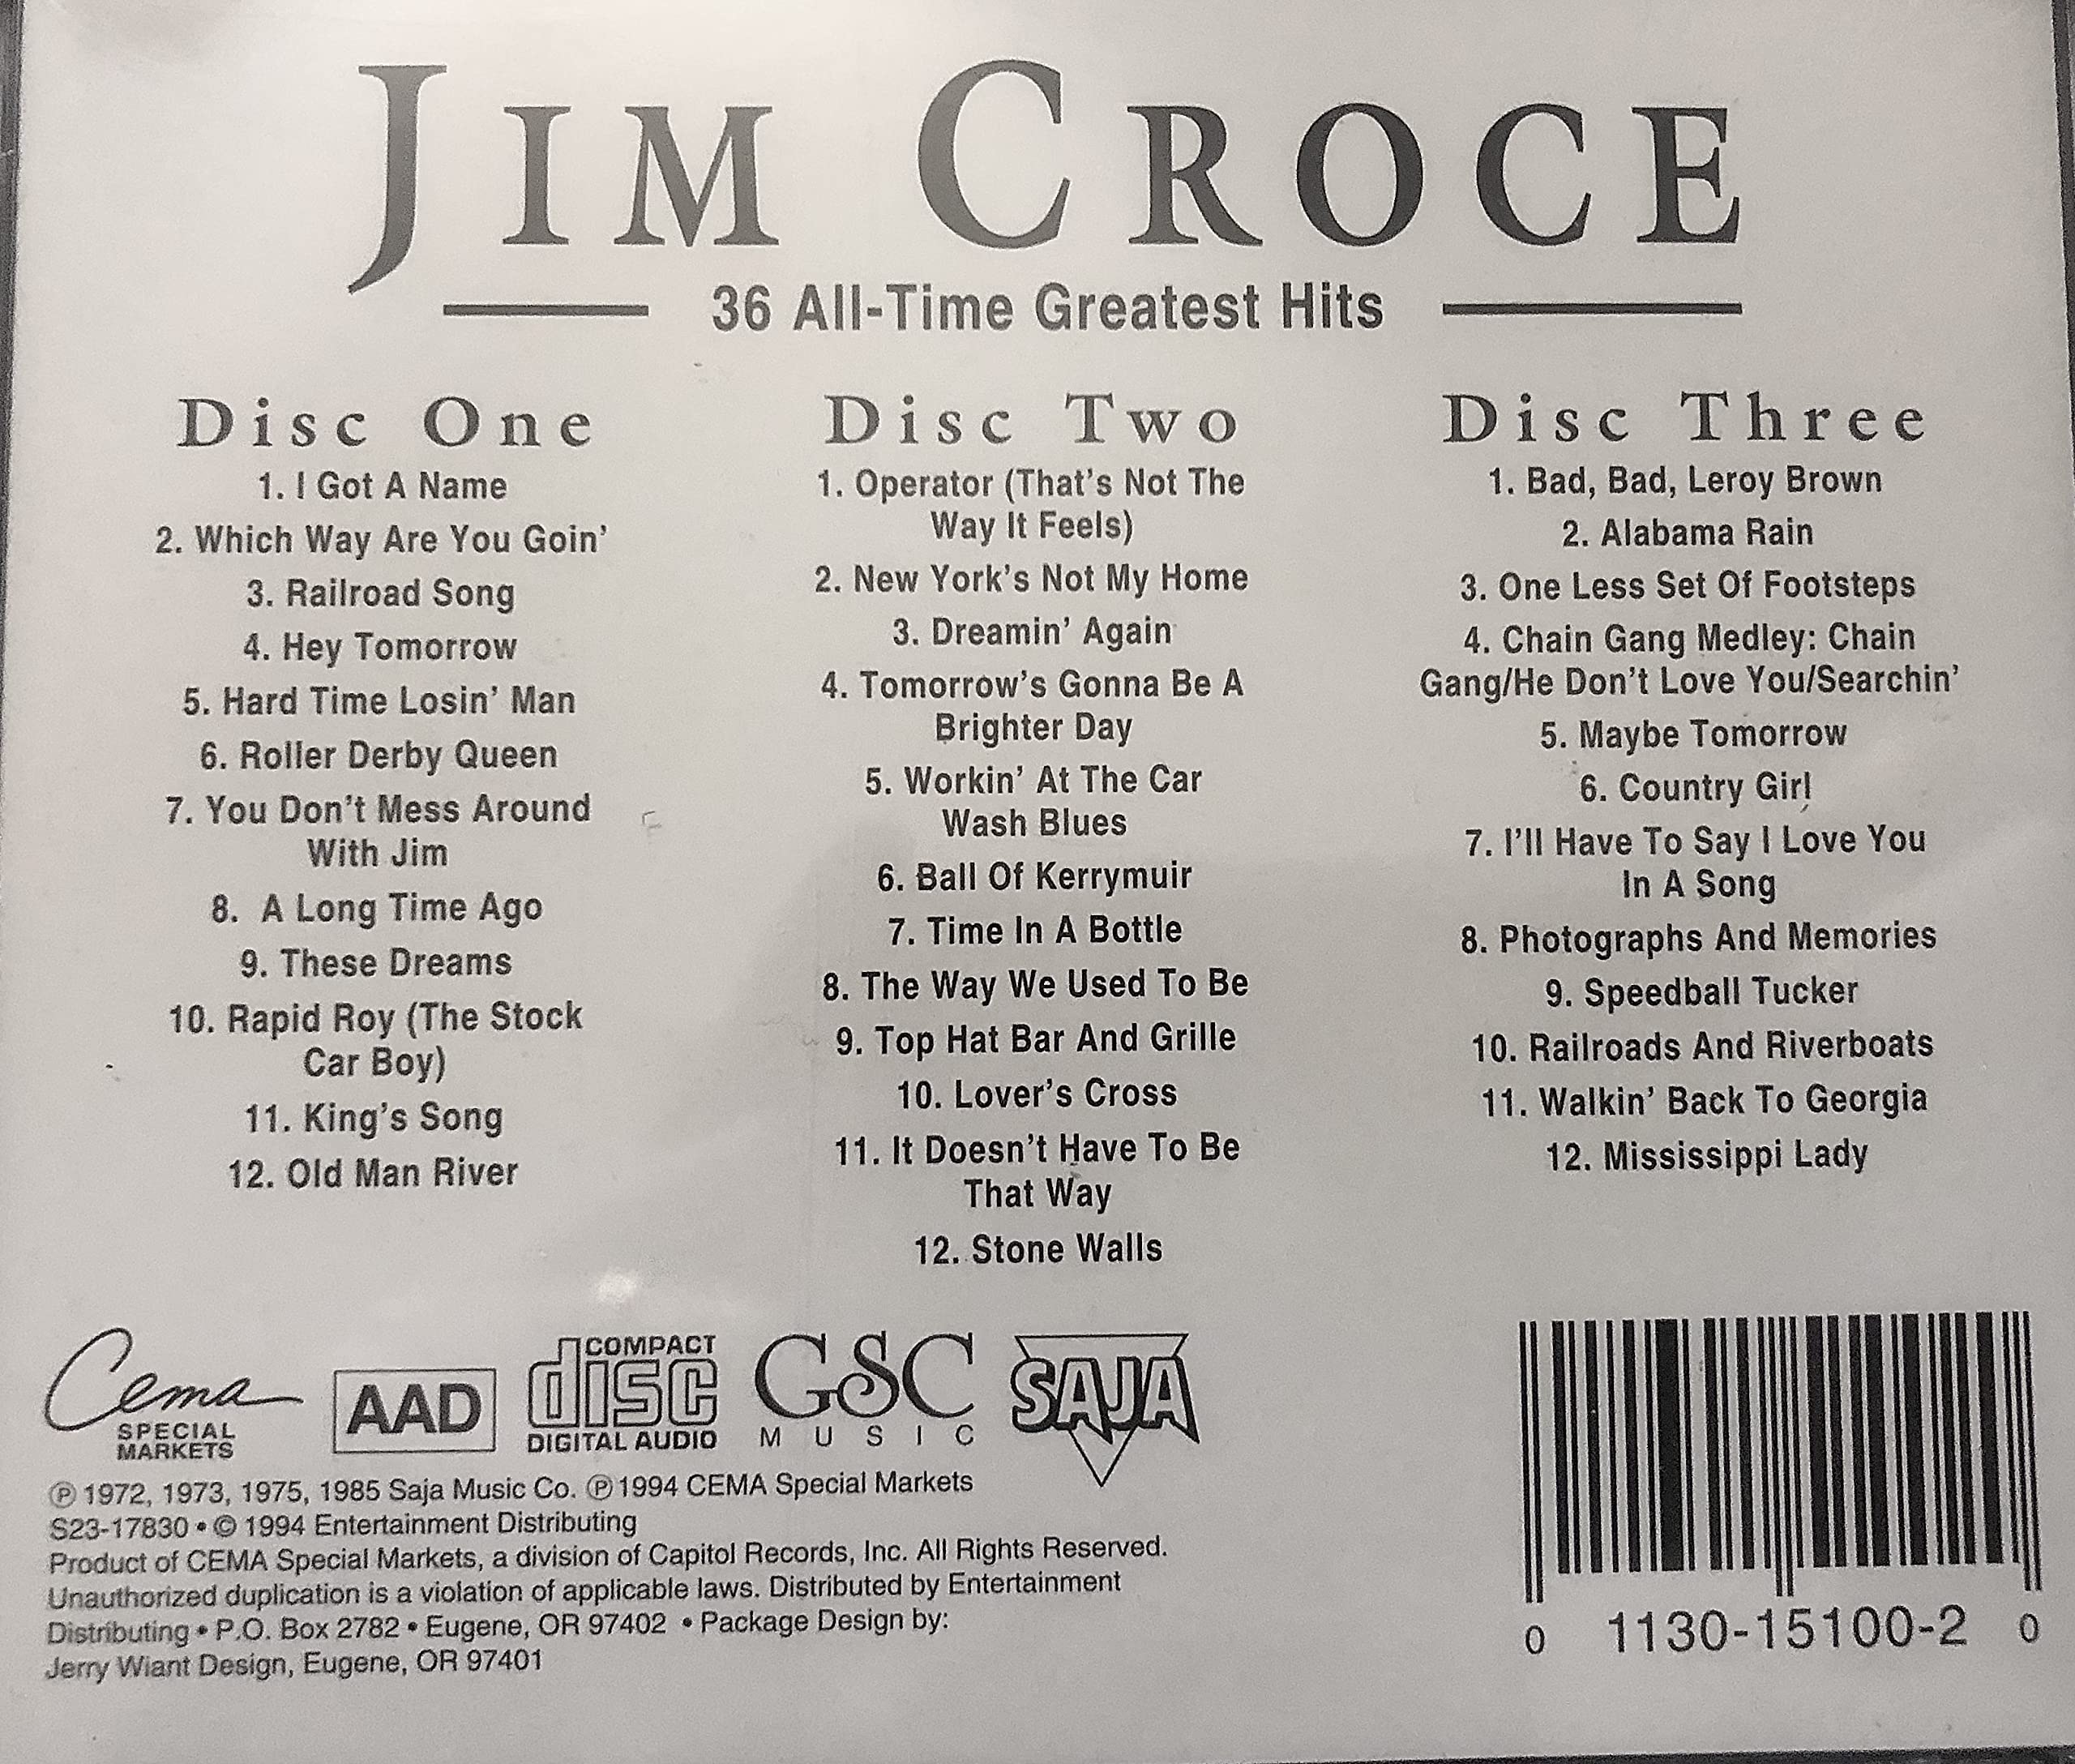 JIM CROCE
36 All-Time Greatest Hits
Disc One
1. I Got A Name
2. Which Way Are You Goin'
3. Railroad Song
4. Hey Tomorrow
5. Hard Time Losin' Man
6. Roller Derby Queen
7. You Don't Mess Around
With Jim
8. A Long Time Ago
9. These Dreams
10. Rapid Roy (The Stock
Car Boy)
11. King's Song
12. Old Man River
Disc Two
1. Operator (That's Not The
Way It Feels)
2. New York's Not My Home
3. Dreamin' Again
4. Tomorrow's Gonna Be A
Brighter Day
5. Workin' At The Car
Wash Blues
6. Ball Of Kerrymuir
7. Time In A Bottle
8. The Way We Used To Be
9. Top Hat Bar And Grille
10. Lover's Cross
11. It Doesn't Have To Be
That Way
12. Stone Walls
Disc Three
1. Bad, Bad, Leroy Brown
2. Alabama Rain
3. One Less Set Of Footsteps
4. Chain Gang Medley: Chain
Gang/He Don't Love You/Searchin'
5. Maybe Tomorrow
6. Country Girl
7. I'll Have To Say I Love You
In A Song
8. Photographs And Memories
9. Speedball Tucker
10. Railroads And Riverboats
11. Walkin' Back To Georgia
12. Mississippi Lady
Cema
SPECIAL
MARKETS
AAD
COMPACT
disc
DIGITAL AUDIO
GSC
MUSIC
SAJA
℗ 1972, 1973, 1975, 1985 Saja Music Co. ℗ 1994 CEMA Special Markets
S23-17830 • © 1994 Entertainment Distributing
Product of CEMA Special Markets, a division of Capitol Records, Inc. All Rights Reserved.
Unauthorized duplication is a violation of applicable laws. Distributed by Entertainment
Distributing • P.O. Box 2782 • Eugene, OR 97402 • Package Design by:
Jerry Wiant Design, Eugene, OR 97401
0 1130-15100-2 0